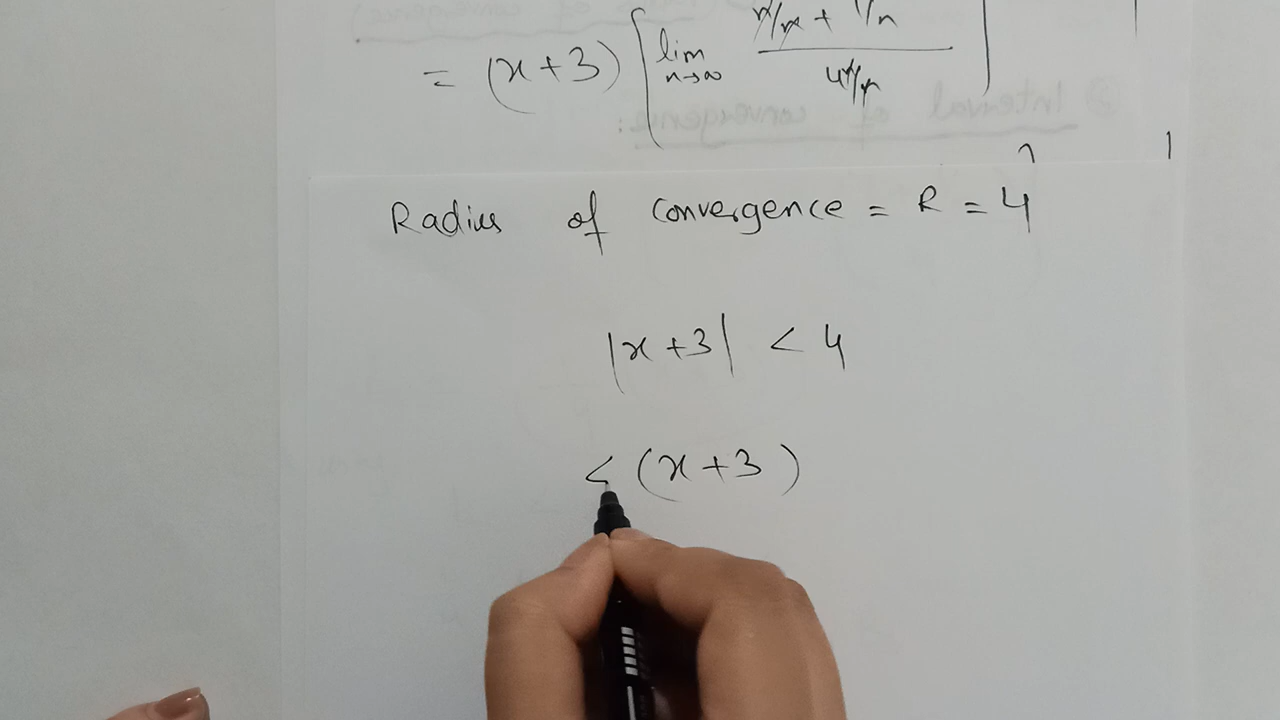 = (x+3) [ lim n→∞ n/n + 1/n / 4n/n ]
Radius of convergence = R = 4
|x+3| < 4
< (x+3)